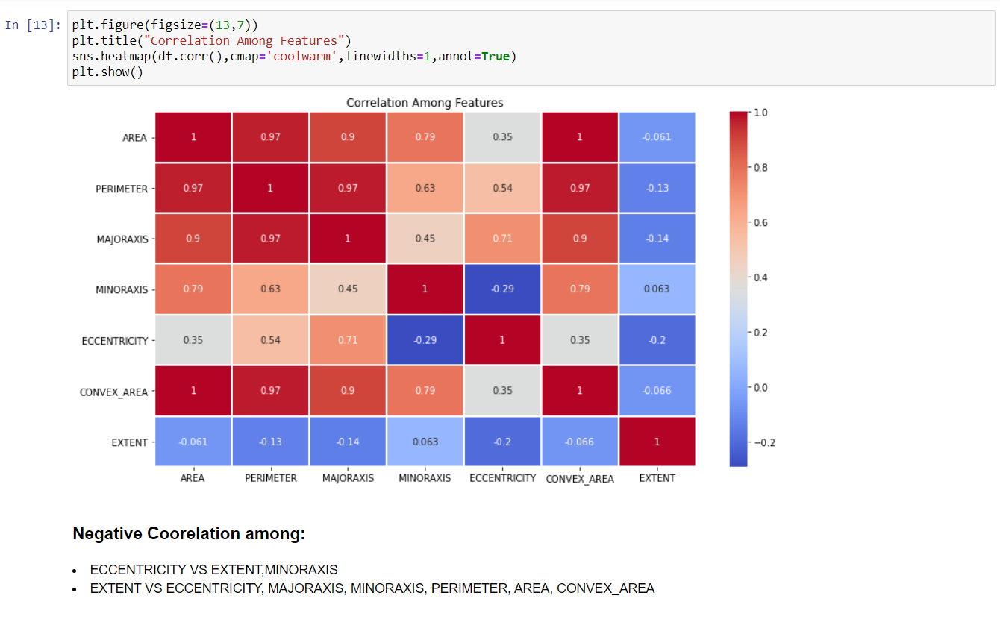 In [13]: plt.figure(figsize=(13,7))
plt.title("Correlation Among Features")
sns.heatmap(df.corr(),cmap='coolwarm',linewidths=1,annot=True)
plt.show()
Correlation Among Features
AREA 1 0.97 0.9 0.79 0.35 1 -0.061
PERIMETER 0.97 1 0.97 0.63 0.54 0.97 -0.13
MAJORAXIS 0.9 0.97 1 0.45 0.71 0.9 -0.14
MINORAXIS 0.79 0.63 0.45 1 -0.29 0.79 0.063
ECCENTRICITY 0.35 0.54 0.71 -0.29 1 0.35 -0.2
CONVEX_AREA 1 0.97 0.9 0.79 0.35 1 -0.066
EXTENT -0.061 -0.13 -0.14 0.063 -0.2 -0.066 1
AREA PERIMETER MAJORAXIS MINORAXIS ECCENTRICITY CONVEX_AREA EXTENT
1.0
0.8
0.6
0.4
0.2
0.0
-0.2
Negative Coorelation among:
• ECCENTRICITY VS EXTENT,MINORAXIS
• EXTENT VS ECCENTRICITY, MAJORAXIS, MINORAXIS, PERIMETER, AREA, CONVEX_AREA